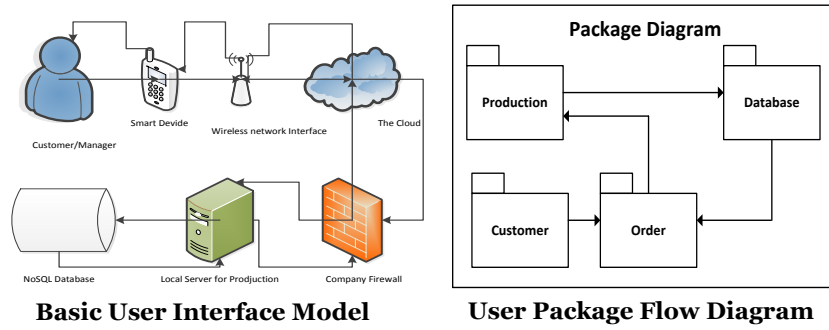 Customer/Manager
Smart Devide
Wireless network Interface
The Cloud
NoSQL Database
Local Server for Prodjuction
Company Firewall
Basic User Interface Model
Package Diagram
Production
Database
Customer
Order
User Package Flow Diagram